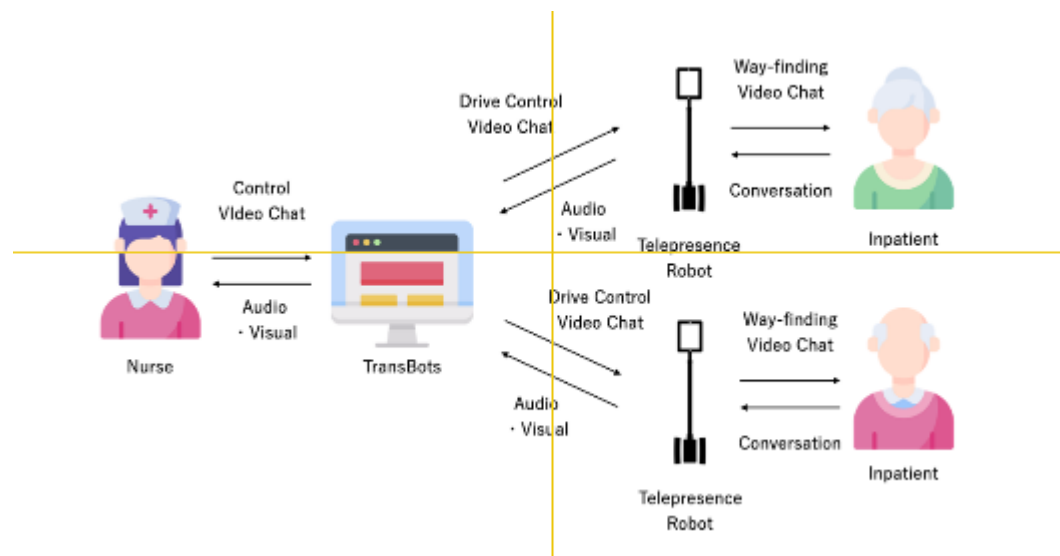 Way-finding
Video Chat
Drive Control
Video Chat
Control
VIdeo Chat
Conversation
Audio
・Visual
Telepresence
Robot
Inpatient
Audio
・Visual
Nurse
TransBots
Drive Control
Video Chat
Way-finding
Video Chat
Audio
・Visual
Conversation
Telepresence
Robot
Inpatient